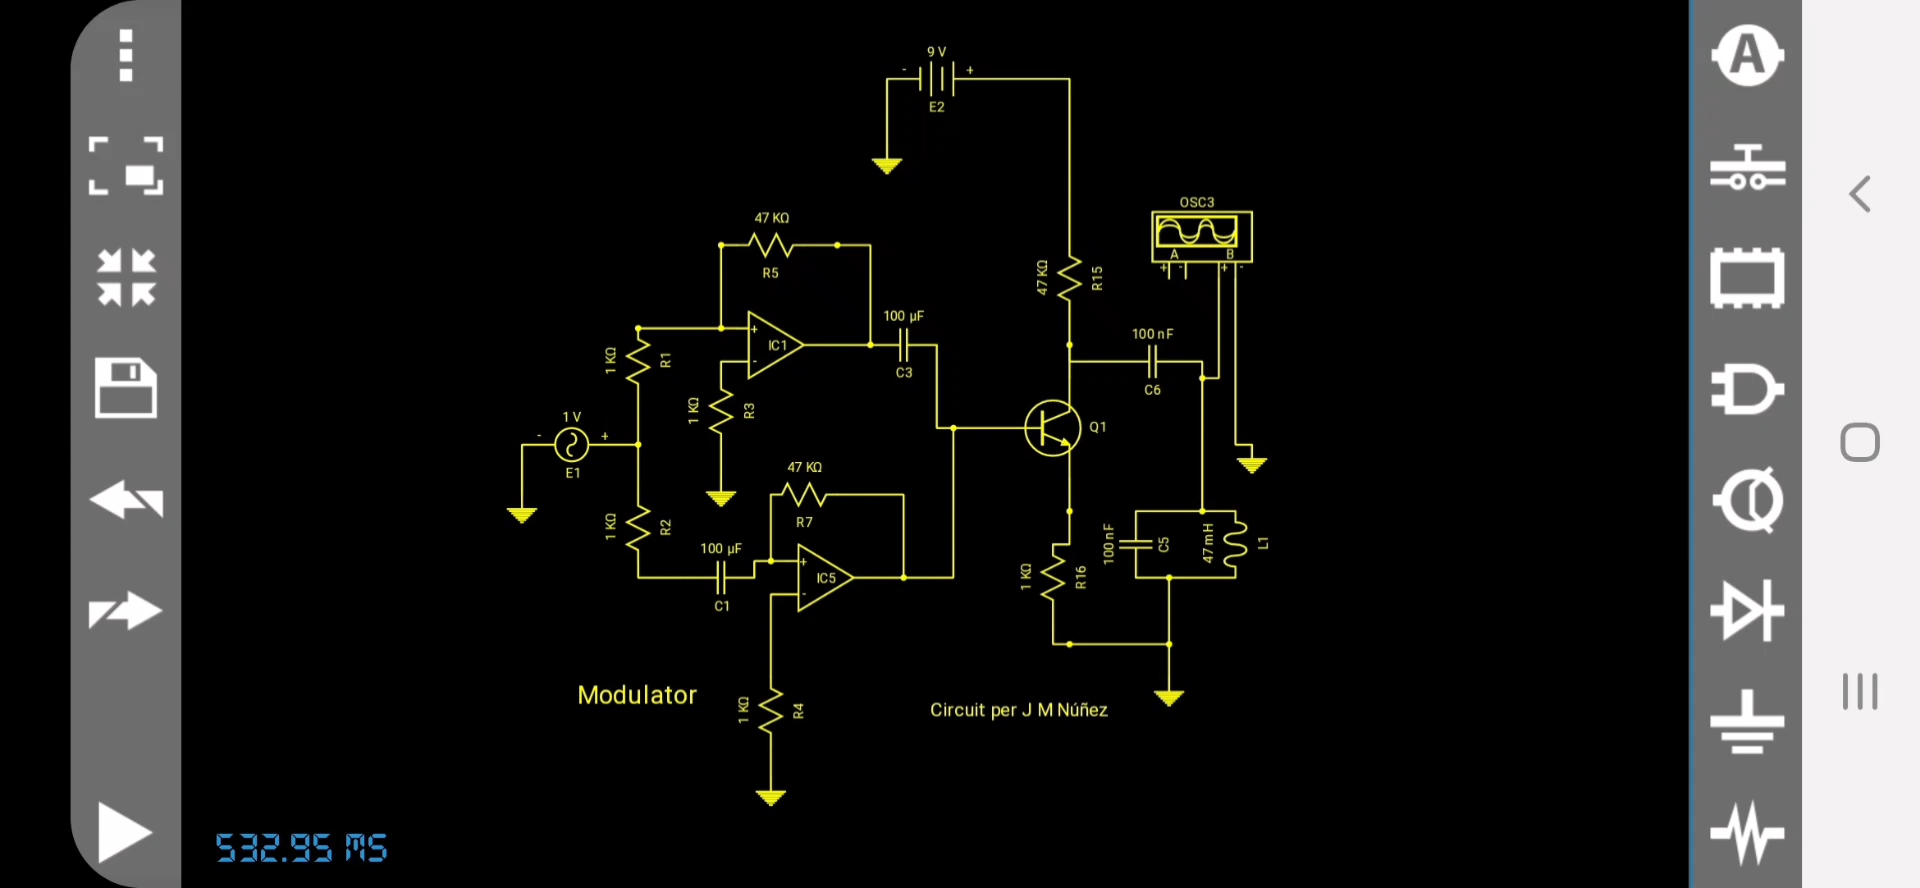 9 V
- +
E2
OSC3
A B
+ - + -
47 KΩ
R5
47 KΩ
R15
100 µF
C3
100 nF
C6
+
IC1
-
1 KΩ
R1
1 KΩ
R3
1 V
- +
E1
Q1
47 KΩ
R7
1 KΩ
R2
100 µF
C1
+
IC5
-
100 nF
C5
47 mH
L1
1 KΩ
R16
Modulator
1 KΩ
R4
Circuit per J M Núñez
532.95 MS
A